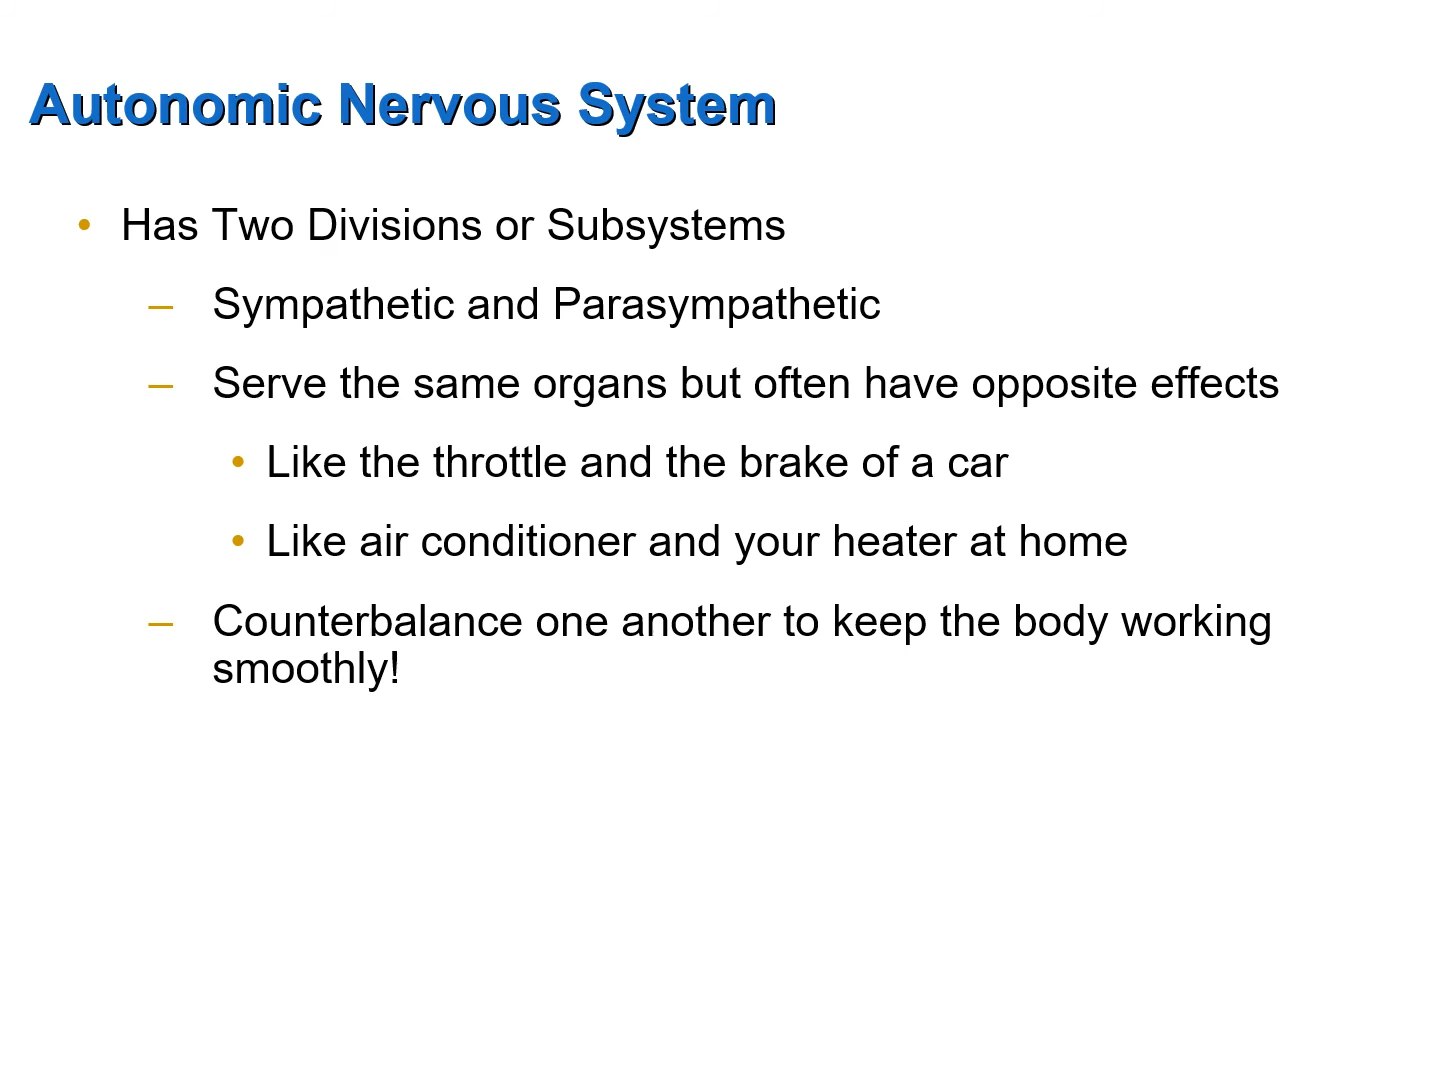 Autonomic Nervous System
• Has Two Divisions or Subsystems
– Sympathetic and Parasympathetic
– Serve the same organs but often have opposite effects
• Like the throttle and the brake of a car
• Like air conditioner and your heater at home
– Counterbalance one another to keep the body working
smoothly!